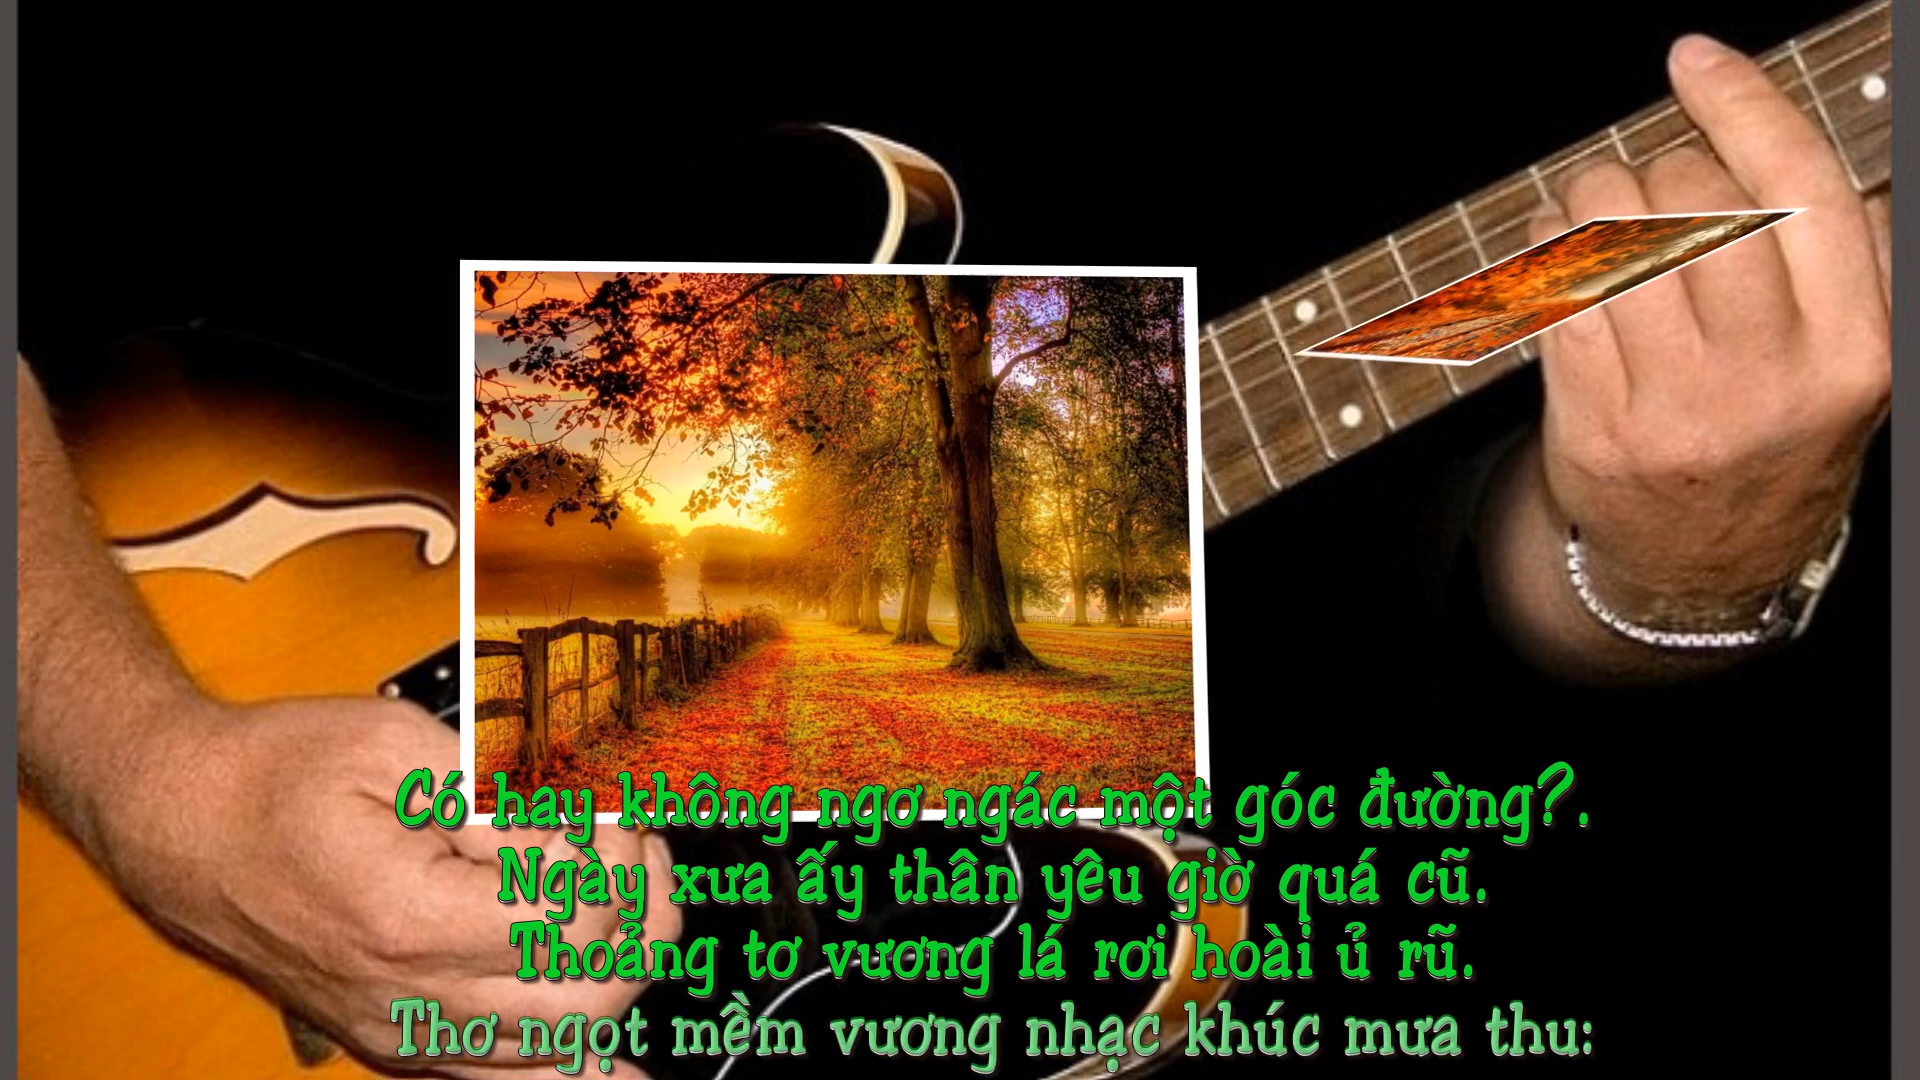 Có hay không ngơ ngác một góc đường?.
Ngày xưa ấy thân yêu giờ quá cũ.
Thoảng tơ vương lá rơi hoài ủ rũ.
Thơ ngọt mềm vương nhạc khúc mưa thu: